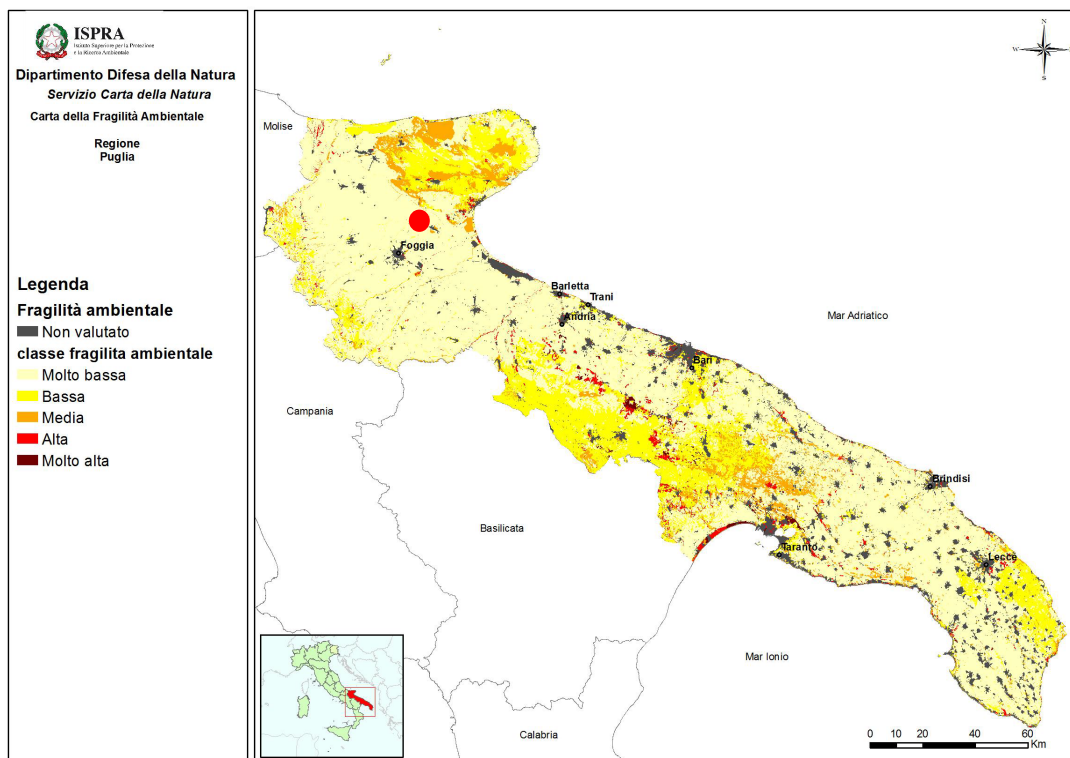 ISPRA
Istituto Superiore per la Protezione
e la Ricerca Ambientale
Dipartimento Difesa della Natura
Servizio Carta della Natura
Carta della Fragilità Ambientale
Regione
Puglia
Legenda
Fragilità ambientale
Non valutato
classe fragilita ambientale
Molto bassa
Bassa
Media
Alta
Molto alta
N
W
S
Molise
Foggia
Barletta
Trani
Andria
Mar Adriatico
Bari
Campania
Brindisi
Basilicata
Taranto
Lecce
Mar Ionio
Calabria
0 10 20 40 60
Km